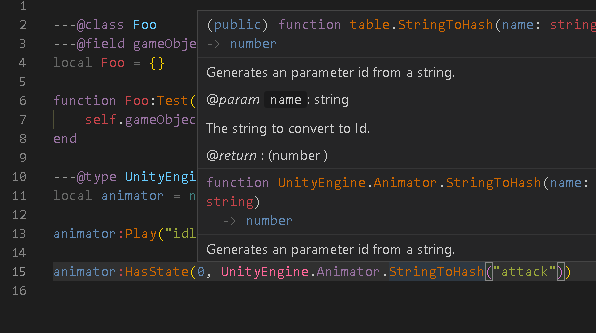 1
2 ---@class Foo
3 ---@field gameObje
4 local Foo = {}
5
6 function Foo:Test(
7 self.gameObjec
8 end
9
10 ---@type UnityEngi
11 local animator = n
12
13 animator:Play("idl
14
15 animator:HasState(0, UnityEngine.Animator.StringToHash("attack"))
16
(public) function table.StringToHash(name: string
-> number
Generates an parameter id from a string.
@param name : string
The string to convert to Id.
@return : (number )
function UnityEngine.Animator.StringToHash(name:
string)
-> number
Generates an parameter id from a string.